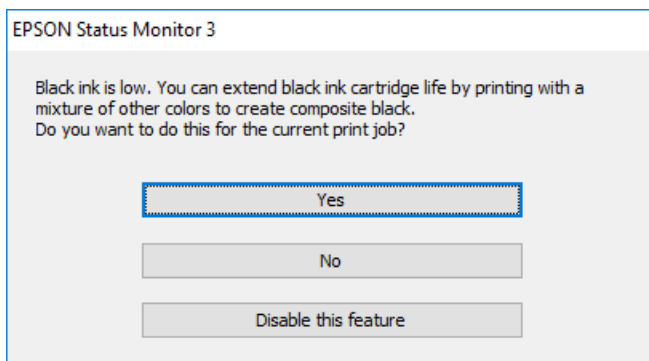 EPSON Status Monitor 3
Black ink is low. You can extend black ink cartridge life by printing with a
mixture of other colors to create composite black.
Do you want to do this for the current print job?
Yes
No
Disable this feature